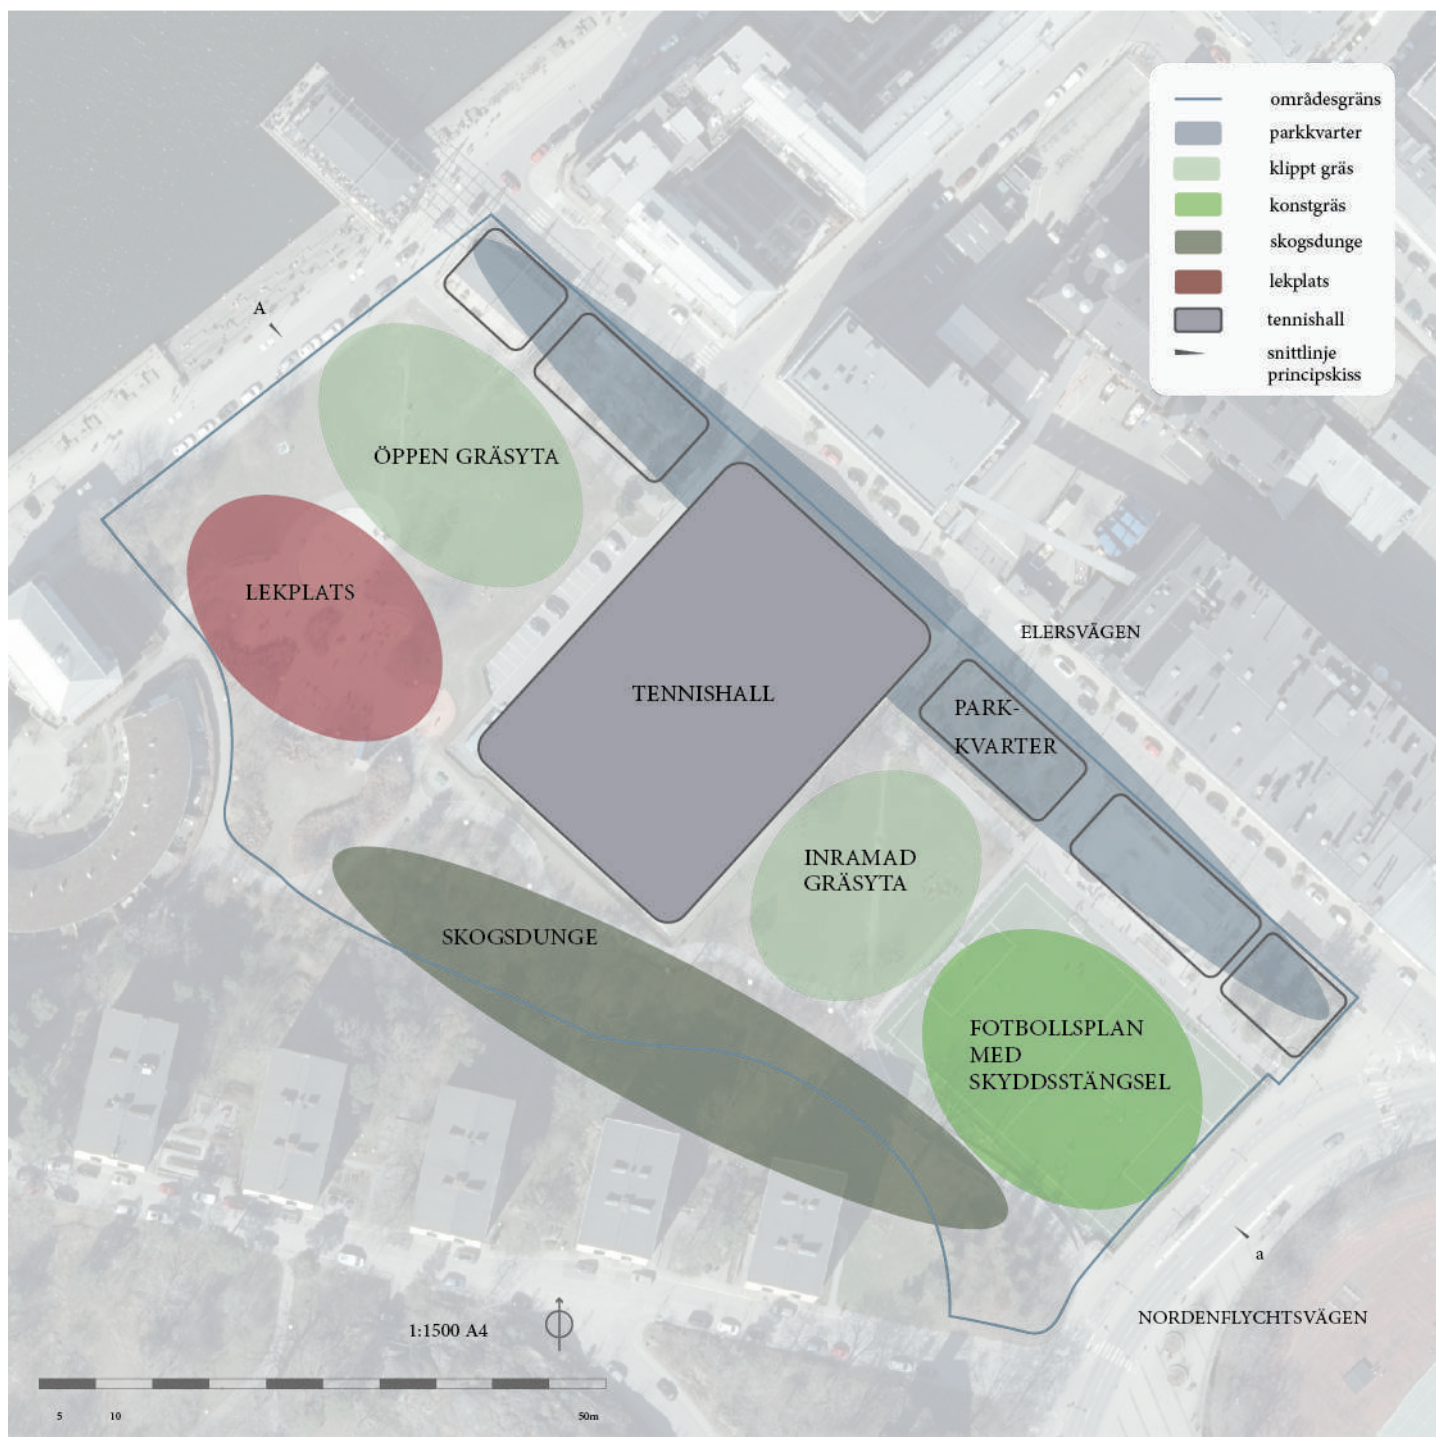 områdesgräns
parkkvarter
klippt gräs
konstgräs
skogsdunge
lekplats
tennishall
snittlinje
principskiss
A
ÖPPEN GRÄSYTA
LEKPLATS
ELERSVÄGEN
TENNISHALL
PARK-
KVARTER
INRAMAD
GRÄSYTA
SKOGSDUNGE
FOTBOLLSPLAN
MED
SKYDDSSTÄNGSEL
a
NORDENFLYCHTSVÄGEN
1:1500 A4
5 10 50m